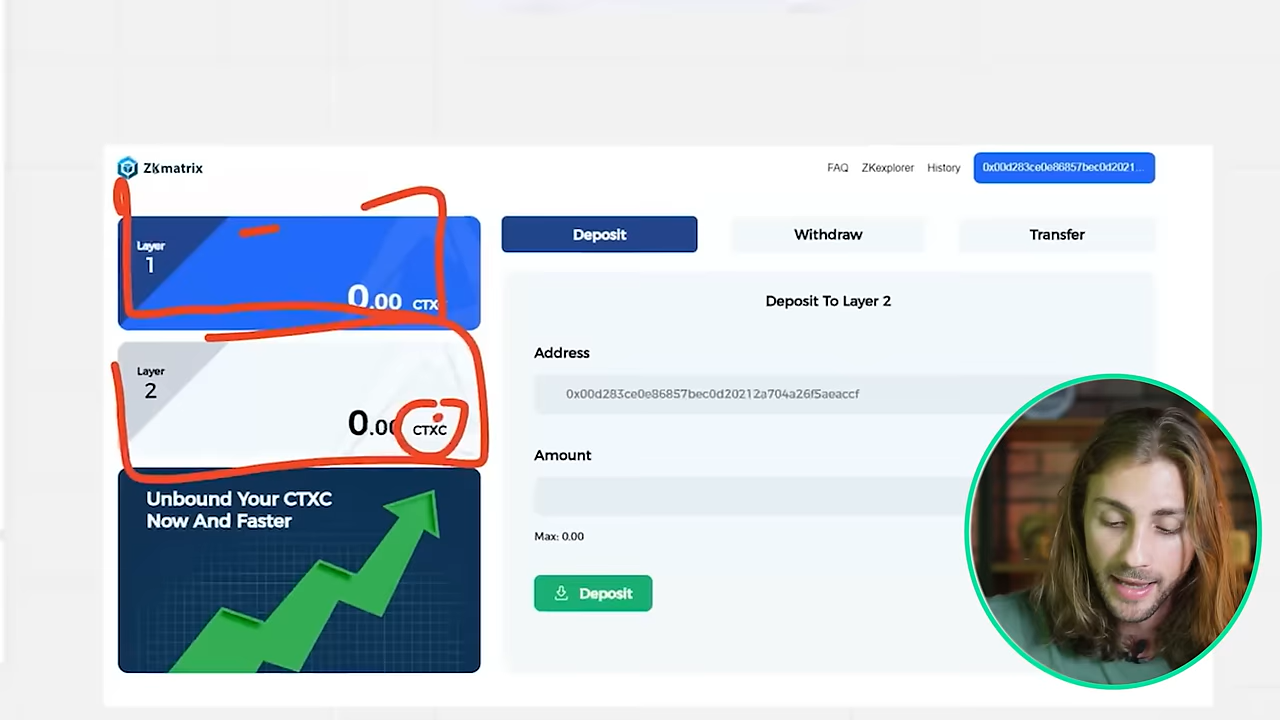 ZKmatrix
FAQ ZKexplorer History 0x00d283ce0e86857bec0d2021...
Layer
1
0.00 CTXC
Layer
2
0.00 CTXC
Unbound Your CTXC
Now And Faster
Deposit Withdraw Transfer
Deposit To Layer 2
Address
0x00d283ce0e86857bec0d20212a704a26f5aeaccf
Amount
Max: 0.00
Deposit